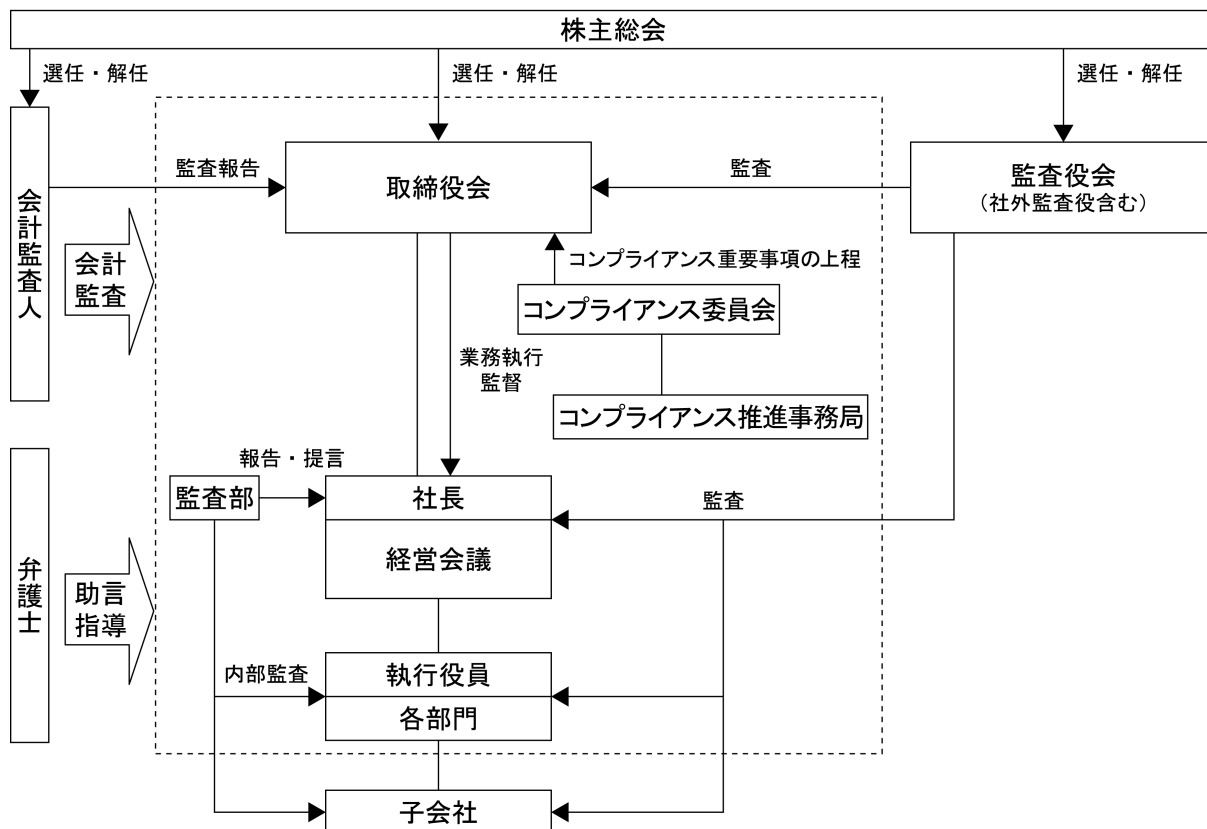 株主総会
選任・解任
選任・解任
選任・解任
会計監査人
監査報告
取締役会
監査
監査役会
（社外監査役含む）
会計
監査
コンプライアンス重要事項の上程
コンプライアンス委員会
業務執行
監督
コンプライアンス推進事務局
弁護士
報告・提言
監査部
社長
監査
経営会議
助言
指導
内部監査
執行役員
各部門
子会社